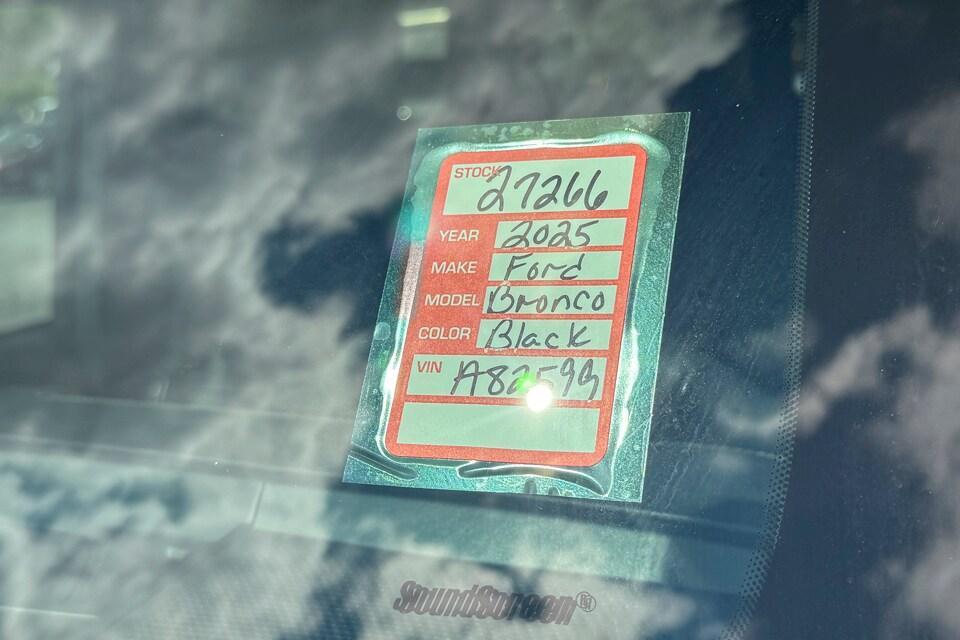 STOCK 27266
YEAR 2025
MAKE Ford
MODEL Bronco
COLOR Black
VIN A82599
SoundScreen®